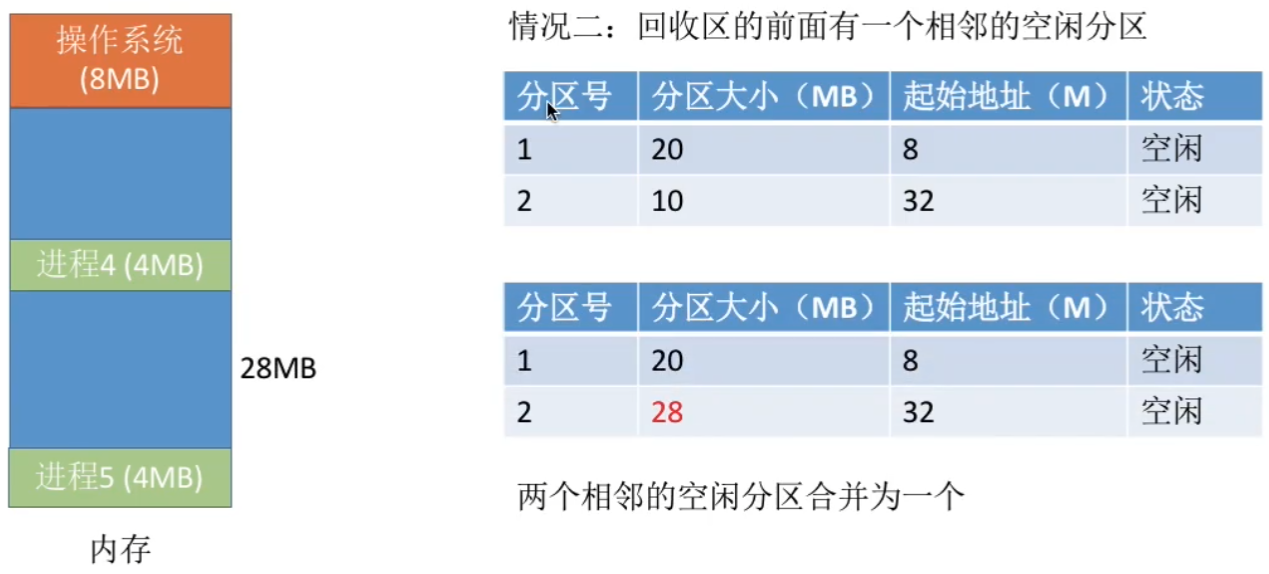 操作系统
(8MB)
进程4 (4MB)
28MB
进程5 (4MB)
内存
情况二：回收区的前面有一个相邻的空闲分区
分区号 分区大小（MB） 起始地址（M） 状态
1 20 8 空闲
2 10 32 空闲
分区号 分区大小（MB） 起始地址（M） 状态
1 20 8 空闲
2 28 32 空闲
两个相邻的空闲分区合并为一个